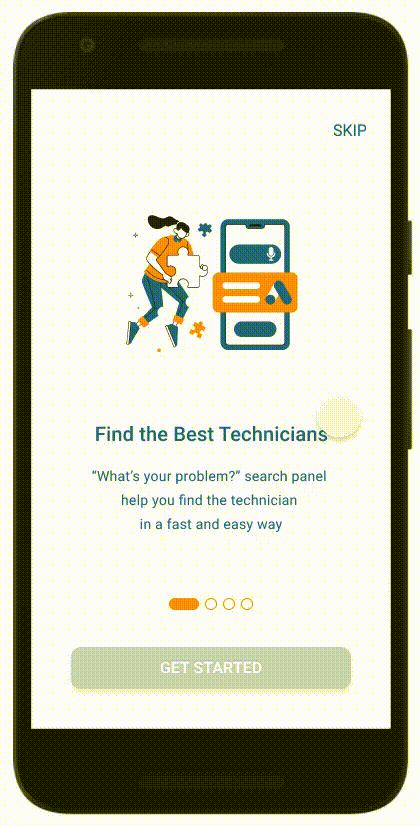 SKIP
Find the Best Technicians
“What’s your problem?” search panel
help you find the technician
in a fast and easy way
GET STARTED